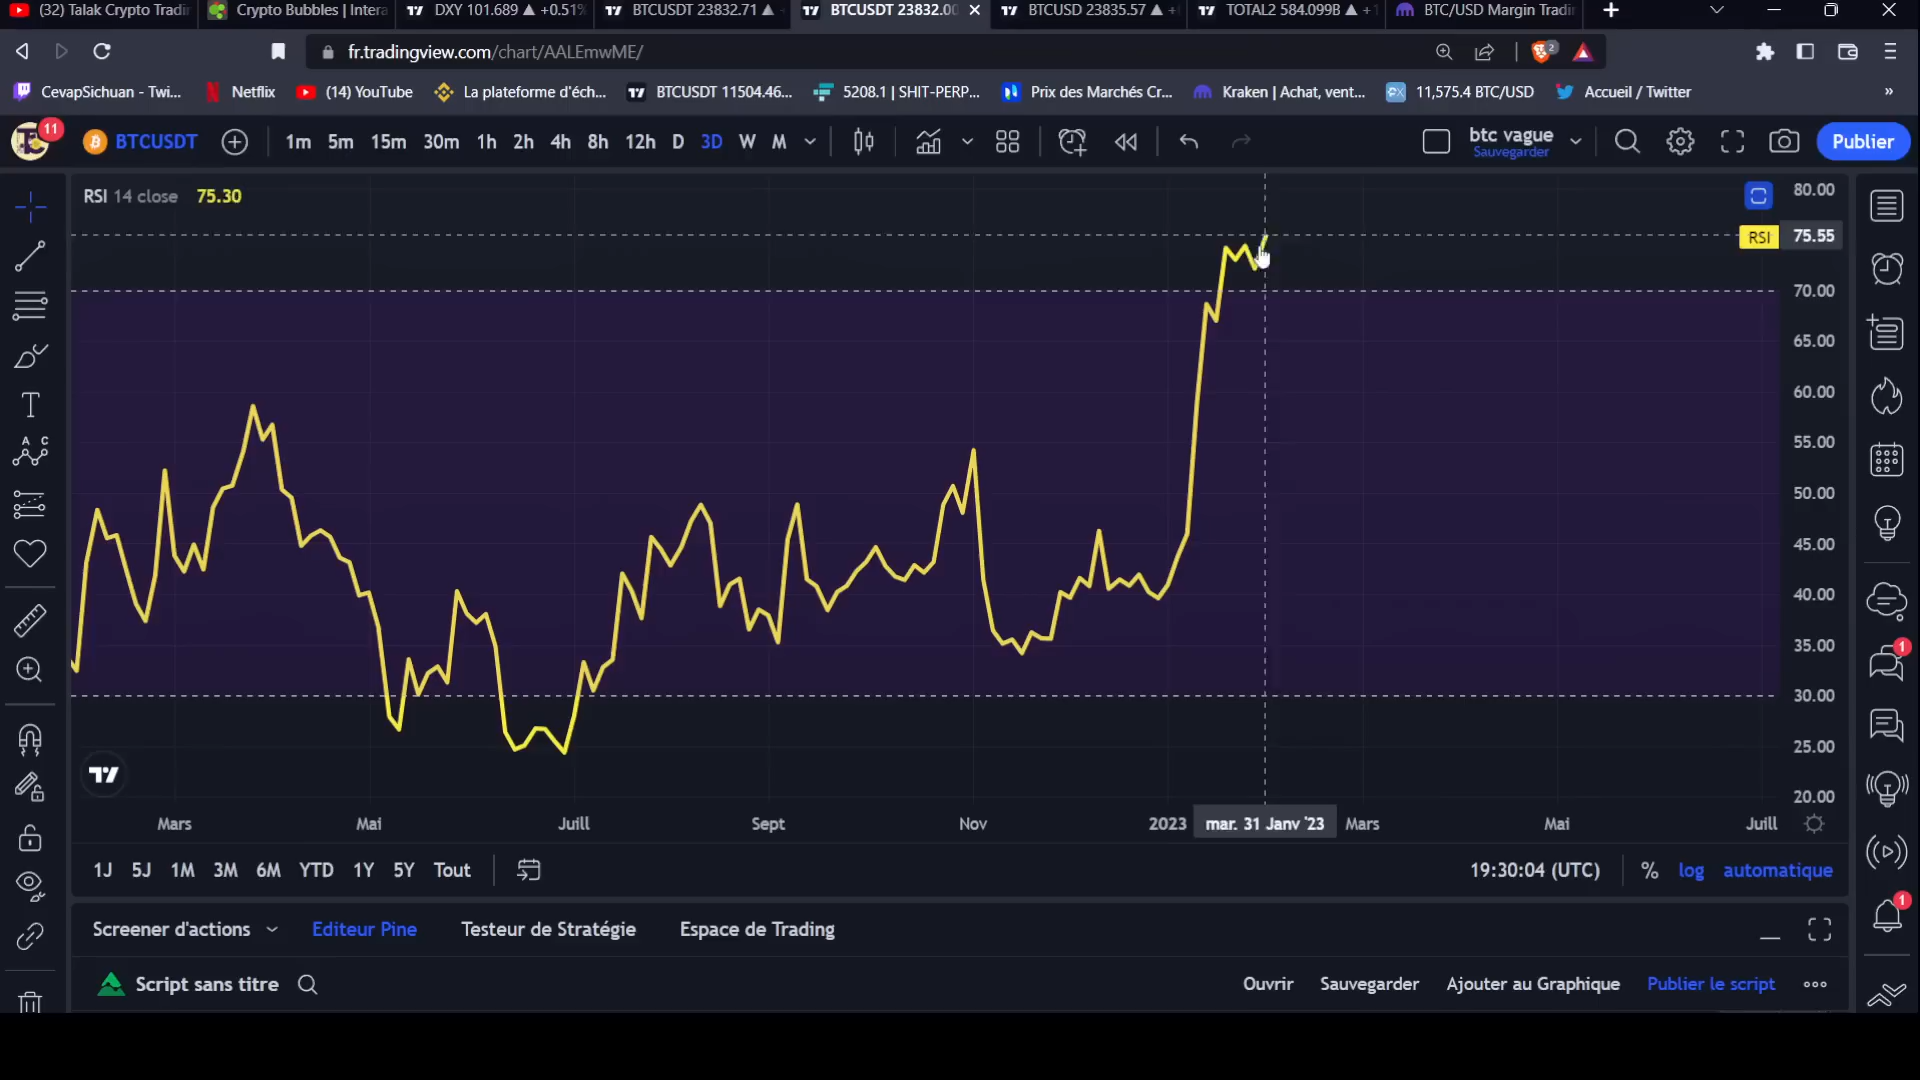 (32) Talak Crypto Tradin
Crypto Bubbles | Intera
DXY 101.689 ▲ +0.51%
BTCUSDT 23832.71 ▲
BTCUSDT 23832.00
BTCUSD 23835.57 ▲ +
TOTAL2 584.099B ▲ +
BTC/USD Margin Tradin
fr.tradingview.com/chart/AALEmwME/
2
CevapSichuan - Twi...
Netflix
(14) YouTube
La plateforme d'éch...
BTCUSDT 11504.46...
5208.1 | SHIT-PERP...
Prix des Marchés Cr...
Kraken | Achat, vent...
11,575.4 BTC/USD
Accueil / Twitter
»
11
BTCUSDT
1m 5m 15m 30m 1h 2h 4h 8h 12h D 3D W M
btc vague
Sauvegarder
Publier
RSI 14 close 75.30
80.00
RSI 75.55
70.00
65.00
60.00
55.00
50.00
45.00
40.00
35.00
30.00
25.00
20.00
Mars Mai Juill Sept Nov 2023 mar. 31 Janv '23 Mars Mai Juill
1J 5J 1M 3M 6M YTD 1Y 5Y Tout
19:30:04 (UTC) % log automatique
Screener d'actions Editeur Pine Testeur de Stratégie Espace de Trading
Script sans titre
Ouvrir Sauvegarder Ajouter au Graphique Publier le script
T
A C
1
1